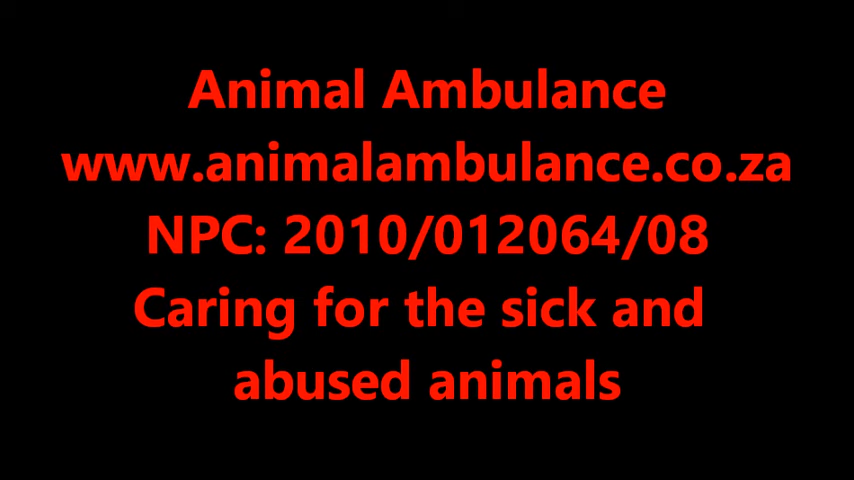 Animal Ambulance
www.animalambulance.co.za
NPC: 2010/012064/08
Caring for the sick and
abused animals